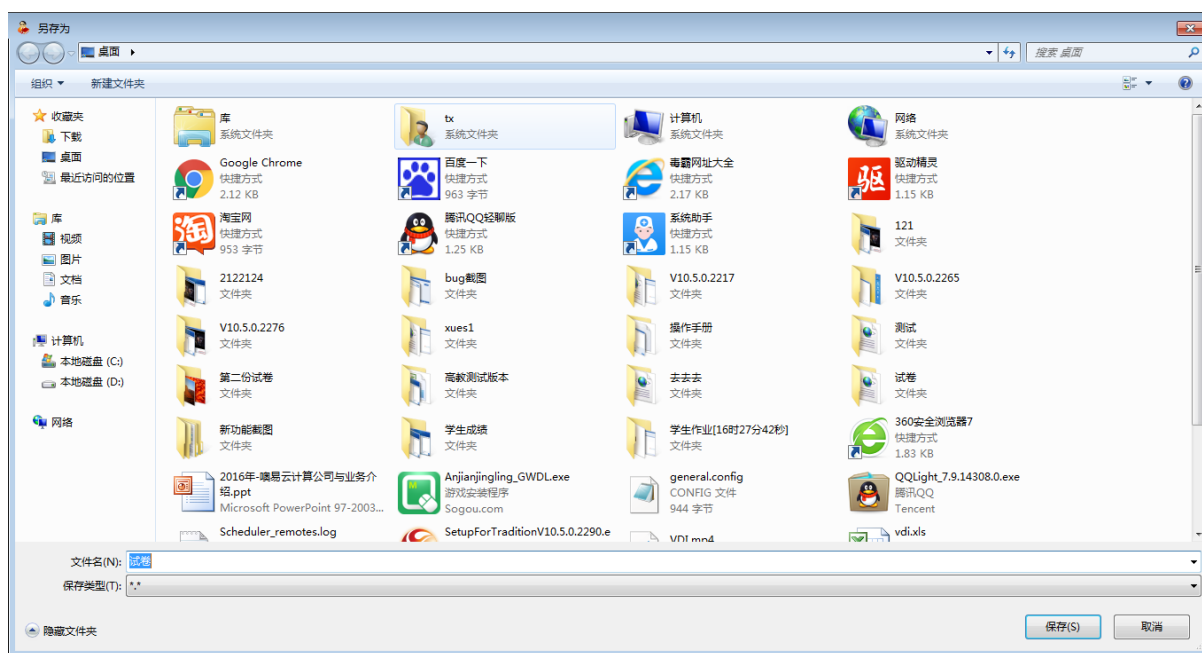 另存为
桌面
搜索 桌面
组织
新建文件夹
收藏夹
下载
桌面
最近访问的位置
库
视频
图片
文档
音乐
计算机
本地磁盘 (C:)
本地磁盘 (D:)
网络
库
系统文件夹
tx
系统文件夹
计算机
系统文件夹
网络
系统文件夹
Google Chrome
快捷方式
2.12 KB
百度一下
快捷方式
963 字节
毒霸网址大全
快捷方式
2.17 KB
驱动精灵
快捷方式
1.15 KB
淘宝网
快捷方式
953 字节
腾讯QQ轻聊版
快捷方式
1.25 KB
系统助手
快捷方式
1.15 KB
121
文件夹
2122124
文件夹
bug截图
文件夹
V10.5.0.2217
文件夹
V10.5.0.2265
文件夹
V10.5.0.2276
文件夹
xues1
文件夹
操作手册
文件夹
测试
文件夹
第二份试卷
文件夹
高教测试版本
文件夹
去去去
文件夹
试卷
文件夹
新功能截图
文件夹
学生成绩
文件夹
学生作业[16时27分42秒]
文件夹
360安全浏览器7
快捷方式
1.83 KB
2016年-噢易云计算公司与业务介
绍.ppt
Microsoft PowerPoint 97-2003...
Anjianjingling_GWDL.exe
游戏安装程序
Sogou.com
general.config
CONFIG 文件
944 字节
QQLight_7.9.14308.0.exe
腾讯QQ
Tencent
Scheduler_remotes.log
SetupForTraditionV10.5.0.2290.e
VDI.mp4
vdi.xls
文件名(N): 试卷
保存类型(T): *.*
隐藏文件夹
保存(S)
取消